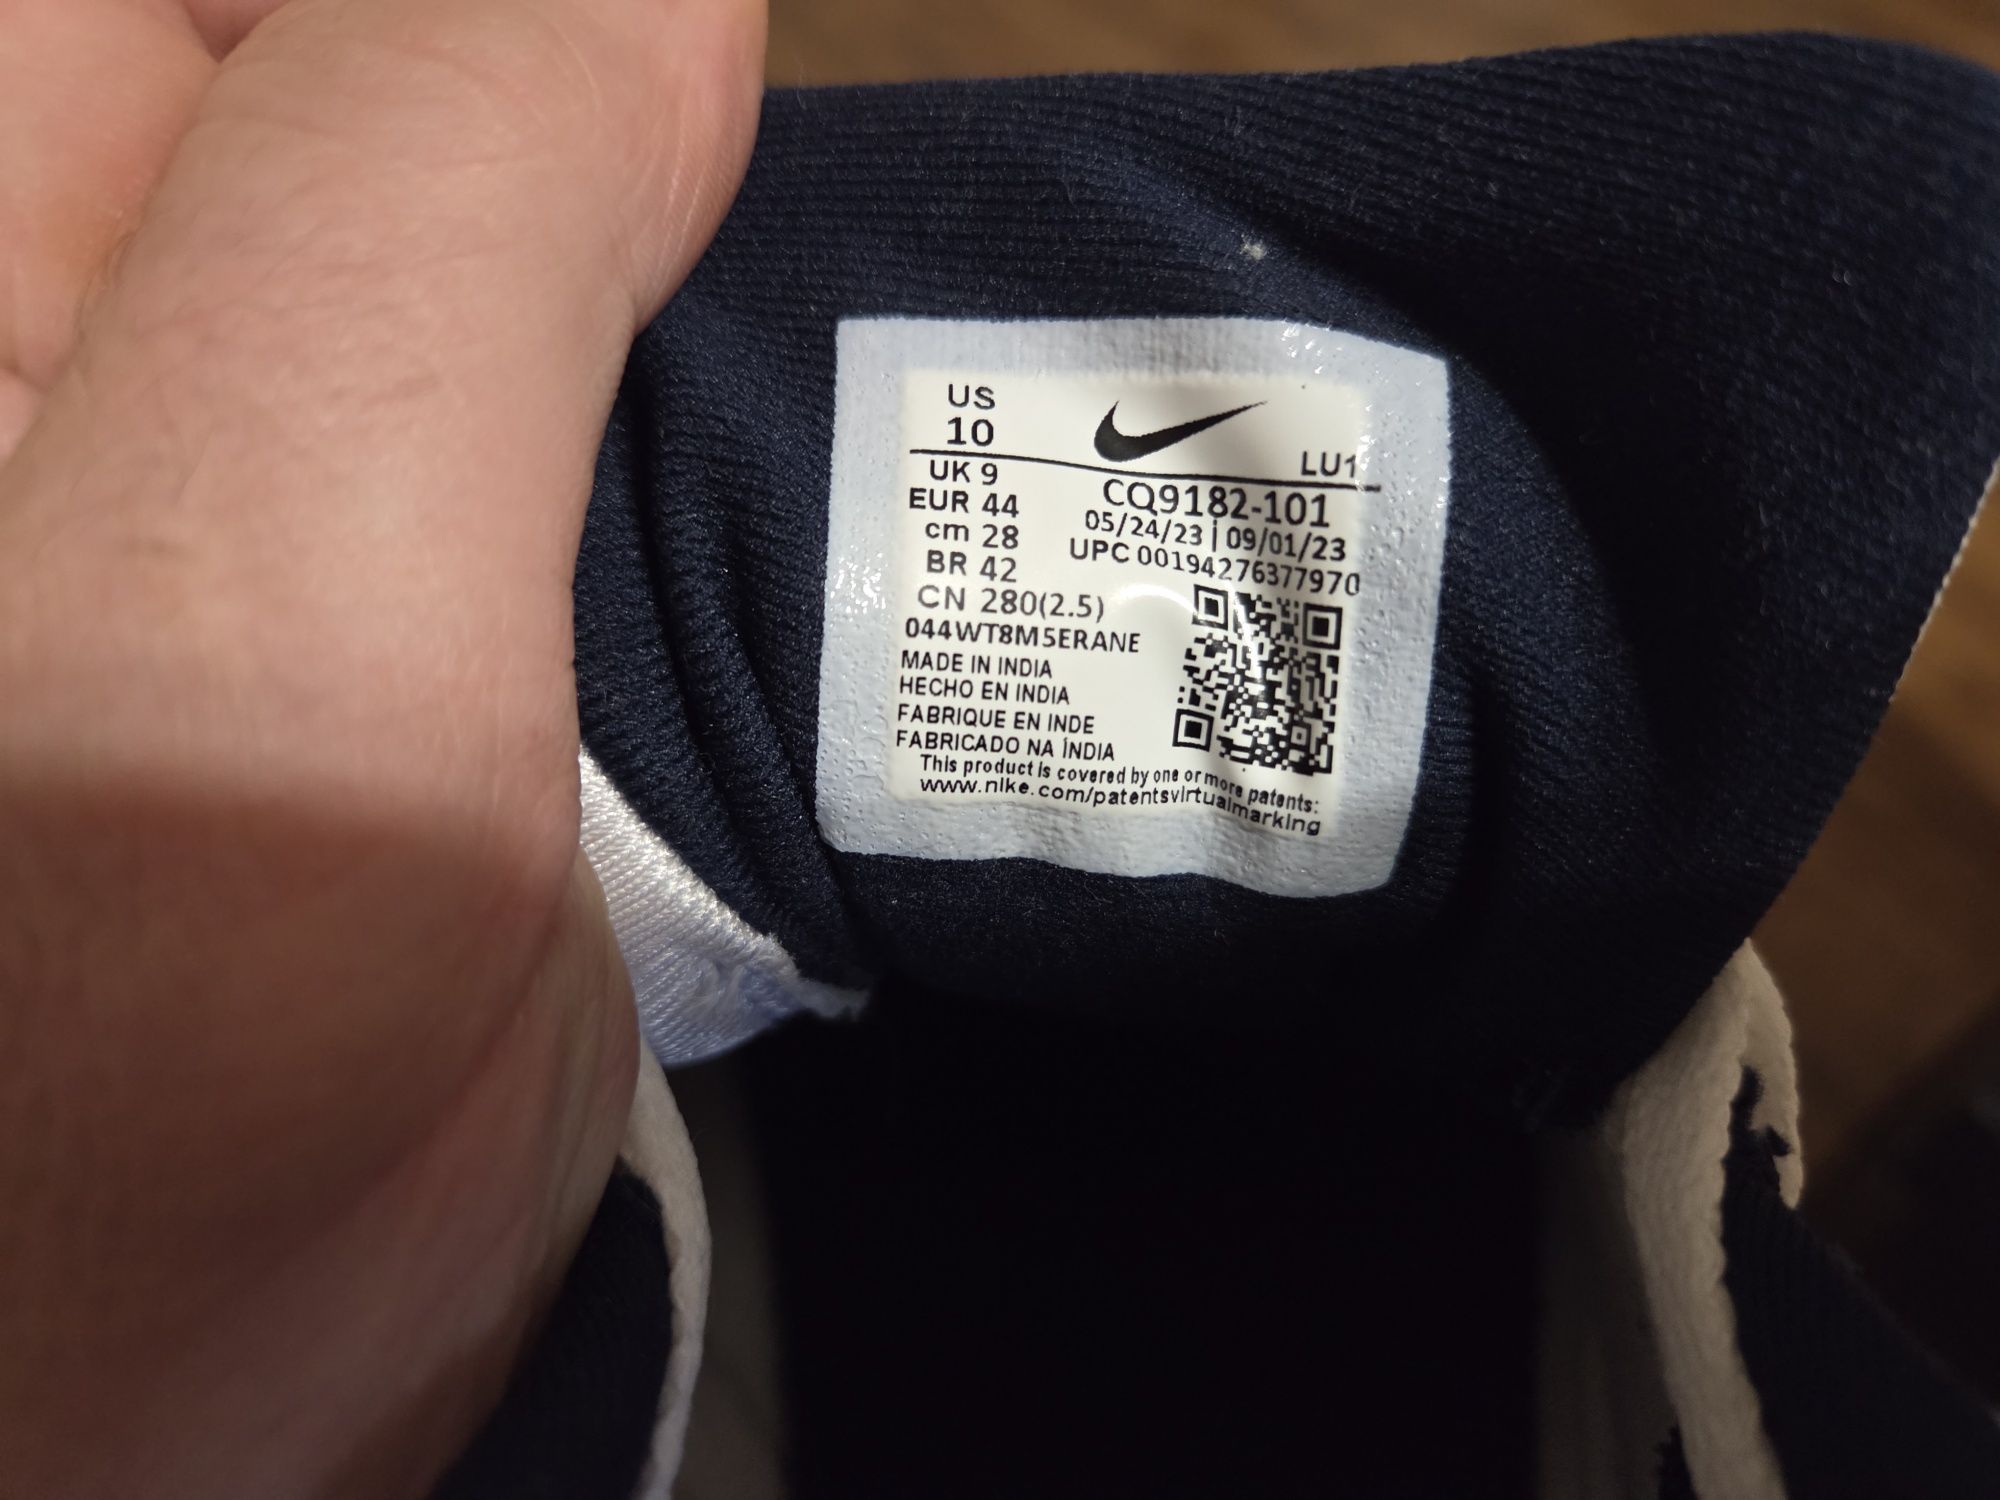 US
10
LU1
UK 9
EUR 44
cm 28
BR 42
CN 280(2.5)
CQ9182-101
05/24/23 | 09/01/23
UPC 00194276377970
044WT8M5ERANE
MADE IN INDIA
HECHO EN INDIA
FABRIQUE EN INDE
FABRICADO NA ÍNDIA
This product is covered by one or more patents:
www.nike.com/patentsvirtualmarking